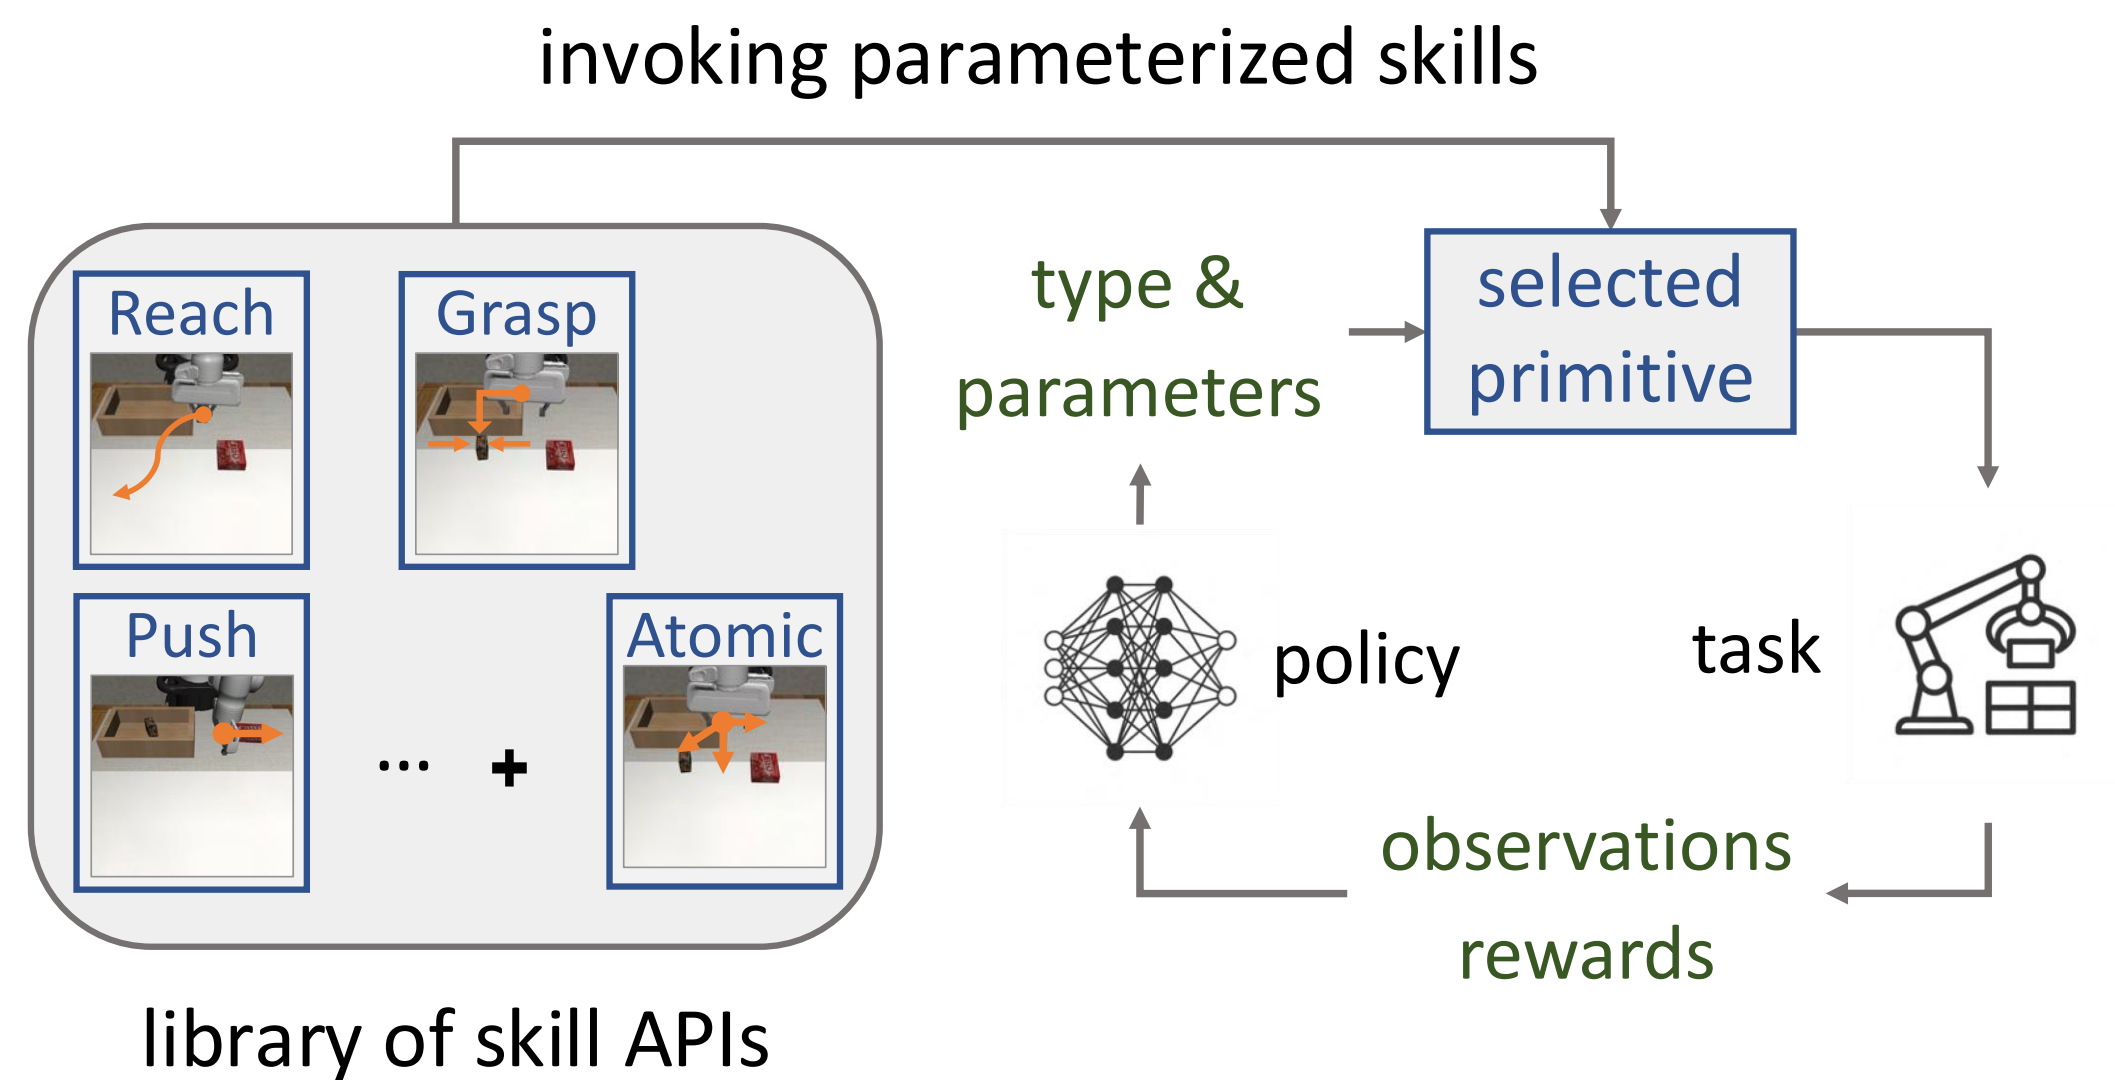 invoking parameterized skills
Reach
Grasp
Push
... +
Atomic
library of skill APIs
type &
parameters
selected
primitive
policy
task
observations
rewards